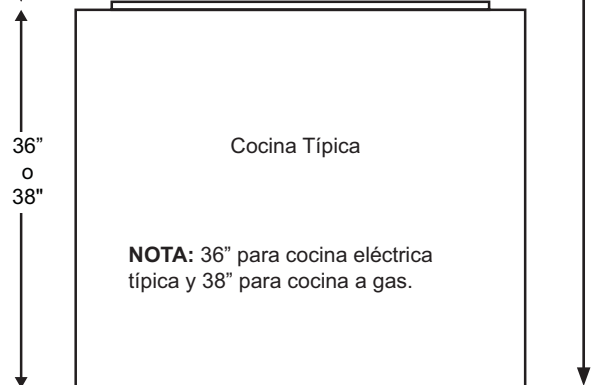 36”
o
38"
Cocina Típica
NOTA: 36” para cocina eléctrica
típica y 38” para cocina a gas.